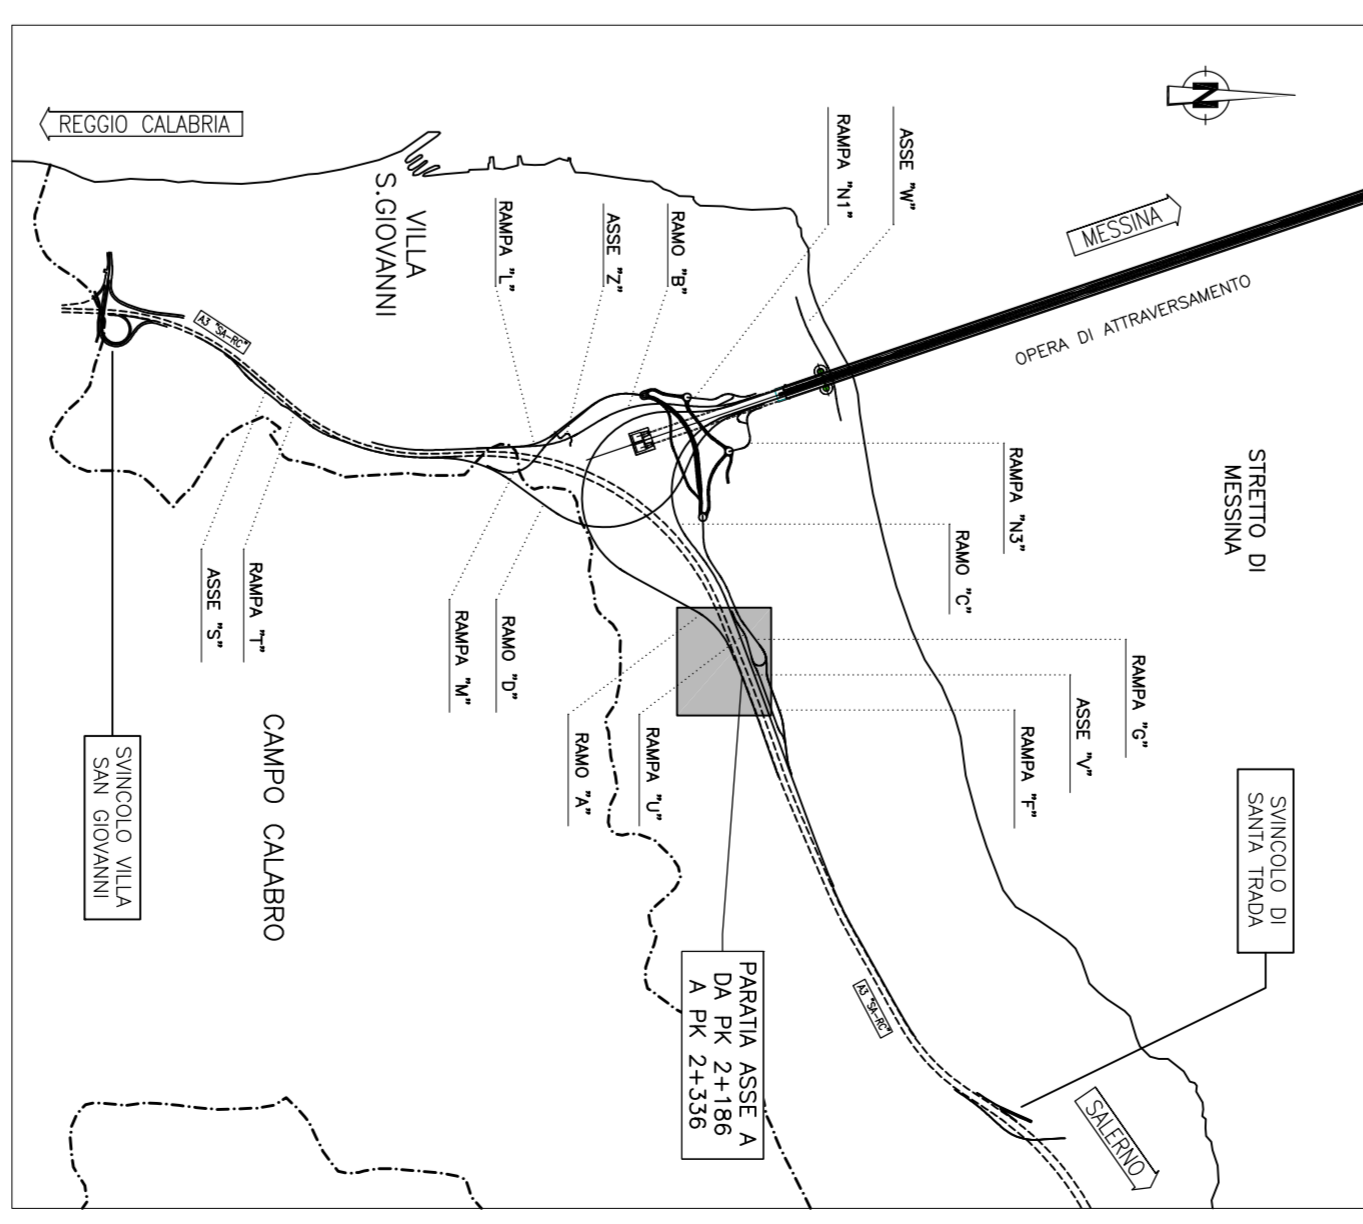 REGGIO CALABRIA
N
MESSINA
OPERA DI ATTRAVERSAMENTO
ASSE "W"
RAMPA "N1"
RAMO "B"
ASSE "Z"
RAMPA "L"
VILLA
S.GIOVANNI
A3 "SA-RC"
STRETTO DI
MESSINA
RAMPA "N3"
RAMO "C"
RAMPA "G"
ASSE "V"
RAMPA "F"
RAMPA "T"
ASSE "S"
RAMO "D"
RAMPA "M"
RAMPA "U"
RAMO "A"
SVINCOLO VILLA
SAN GIOVANNI
CAMPO CALABRO
SVINCOLO DI
SANTA TRADA
PARATIA ASSE A
DA PK 2+186
A PK 2+336
A3 "SA-RC"
SALERNO